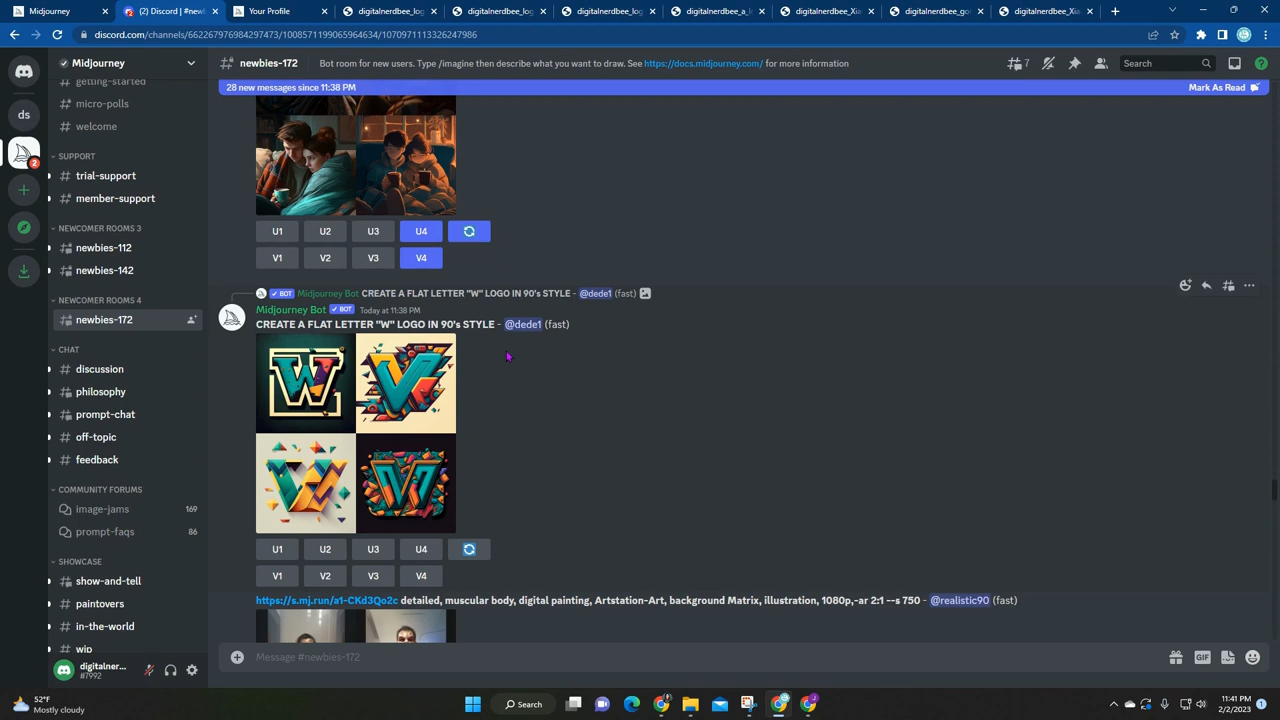 Midjourney
(2) Discord | #newb
Your Profile
digitalnerdbee_log
digitalnerdbee_log
digitalnerdbee_log
digitalnerdbee_a_l
digitalnerdbee_Xia
digitalnerdbee_go
digitalnerdbee_Xia
discord.com/channels/662267976984297473/1008571199065964634/1070971113326247986
Midjourney
newbies-172
Bot room for new users. Type /imagine then describe what you want to draw. See https://docs.midjourney.com/ for more information
7
Search
28 new messages since 11:38 PM
Mark As Read
getting-started
micro-polls
welcome
SUPPORT
trial-support
member-support
NEWCOMER ROOMS 3
newbies-112
newbies-142
NEWCOMER ROOMS 4
newbies-172
CHAT
discussion
philosophy
prompt-chat
off-topic
feedback
COMMUNITY FORUMS
image-jams 169
prompt-faqs 86
SHOWCASE
show-and-tell
paintovers
in-the-world
wip
ds
2
digitalner...
#7992
U1 U2 U3 U4
V1 V2 V3 V4
BOT Midjourney Bot CREATE A FLAT LETTER "W" LOGO IN 90's STYLE - @dede1 (fast)
Midjourney Bot BOT Today at 11:38 PM
CREATE A FLAT LETTER "W" LOGO IN 90's STYLE - @dede1 (fast)
U1 U2 U3 U4
V1 V2 V3 V4
https://s.mj.run/a1-CKd3Qo2c detailed, muscular body, digital painting, Artstation-Art, background Matrix, illustration, 1080p,-ar 2:1 --s 750 - @realistic90 (fast)
Message #newbies-172
GIF
52°F
Mostly cloudy
Search
11:41 PM
2/2/2023